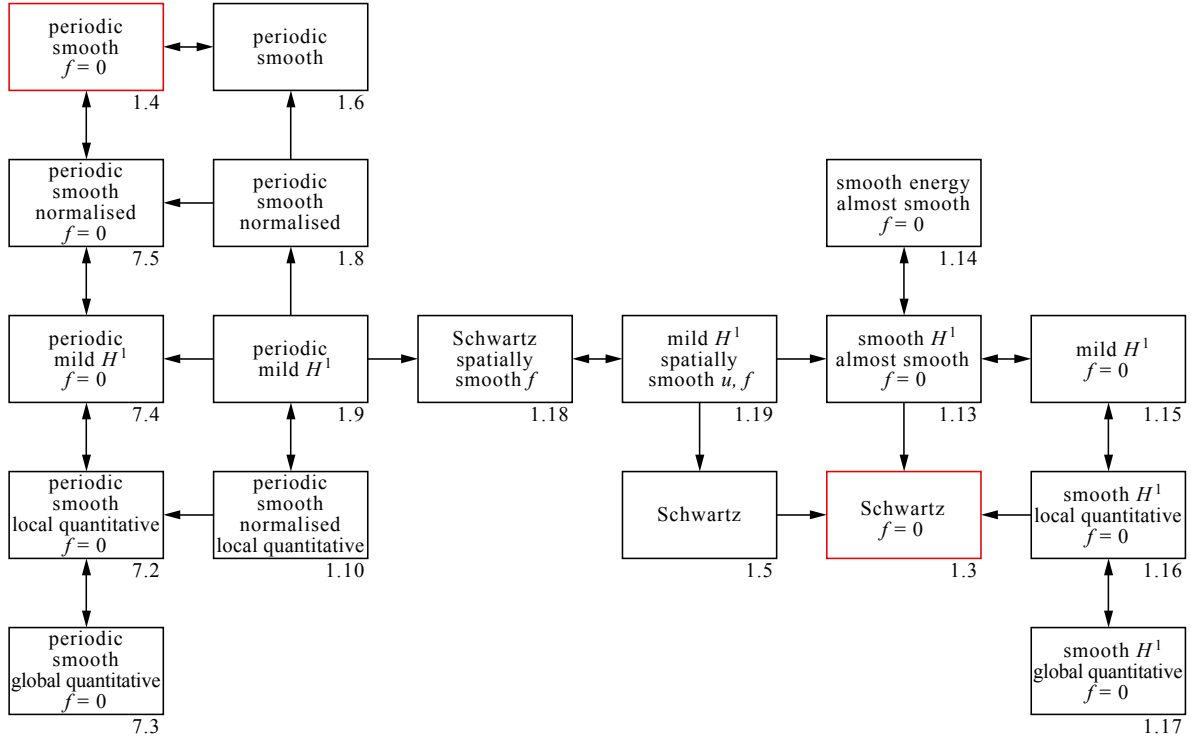 periodic
smooth
f = 0
1.4
periodic
smooth
1.6
periodic
smooth
normalised
f = 0
7.5
periodic
smooth
normalised
1.8
smooth energy
almost smooth
f = 0
1.14
periodic
mild H¹
f = 0
7.4
periodic
mild H¹
1.9
Schwartz
spatially
smooth f
1.18
mild H¹
spatially
smooth u, f
1.19
smooth H¹
almost smooth
f = 0
1.13
mild H¹
f = 0
1.15
periodic
smooth
local quantitative
f = 0
7.2
periodic
smooth
normalised
local quantitative
1.10
Schwartz
1.5
Schwartz
f = 0
1.3
smooth H¹
local quantitative
f = 0
1.16
periodic
smooth
global quantitative
f = 0
7.3
smooth H¹
global quantitative
f = 0
1.17